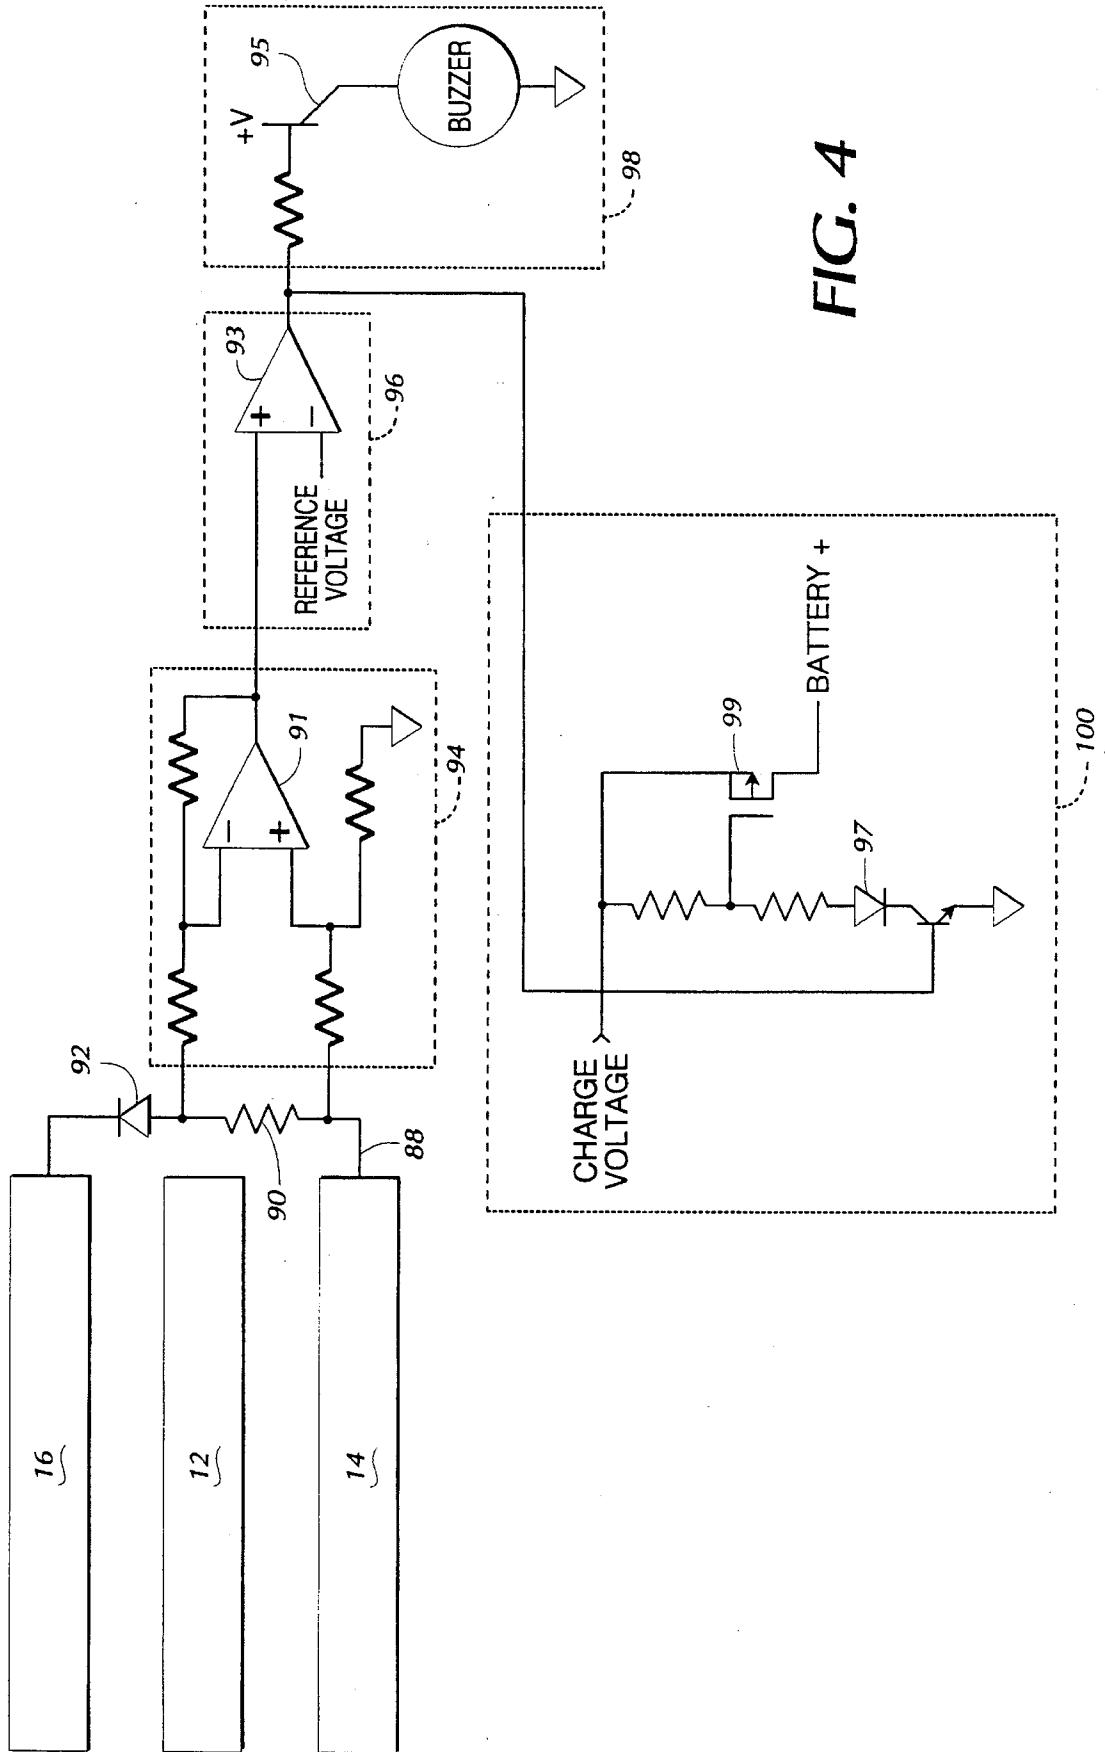 16
12
14
92
90
88
91
94
REFERENCE
VOLTAGE
+
−
93
96
+V
95
BUZZER
98
−
+
CHARGE
VOLTAGE
97
99
BATTERY +
100
FIG. 4